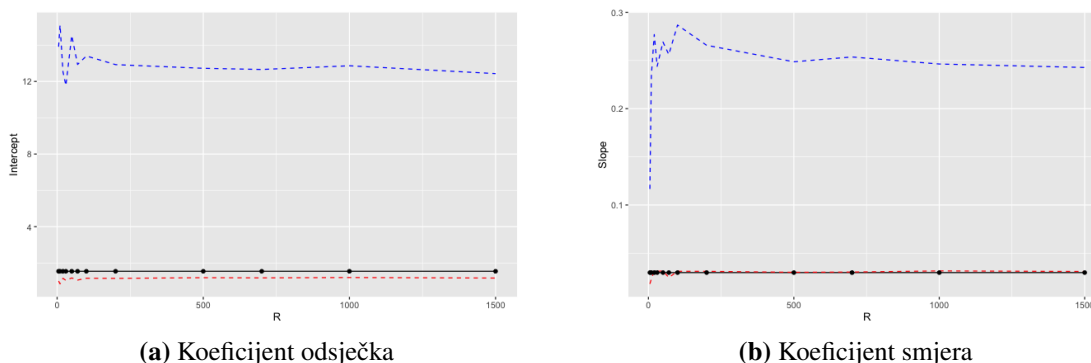 12
8
4
Intercept
0
500
1000
1500
R
(a) Koeficijent odsječka
0.3
0.2
0.1
Slope
0
500
1000
1500
R
(b) Koeficijent smjera